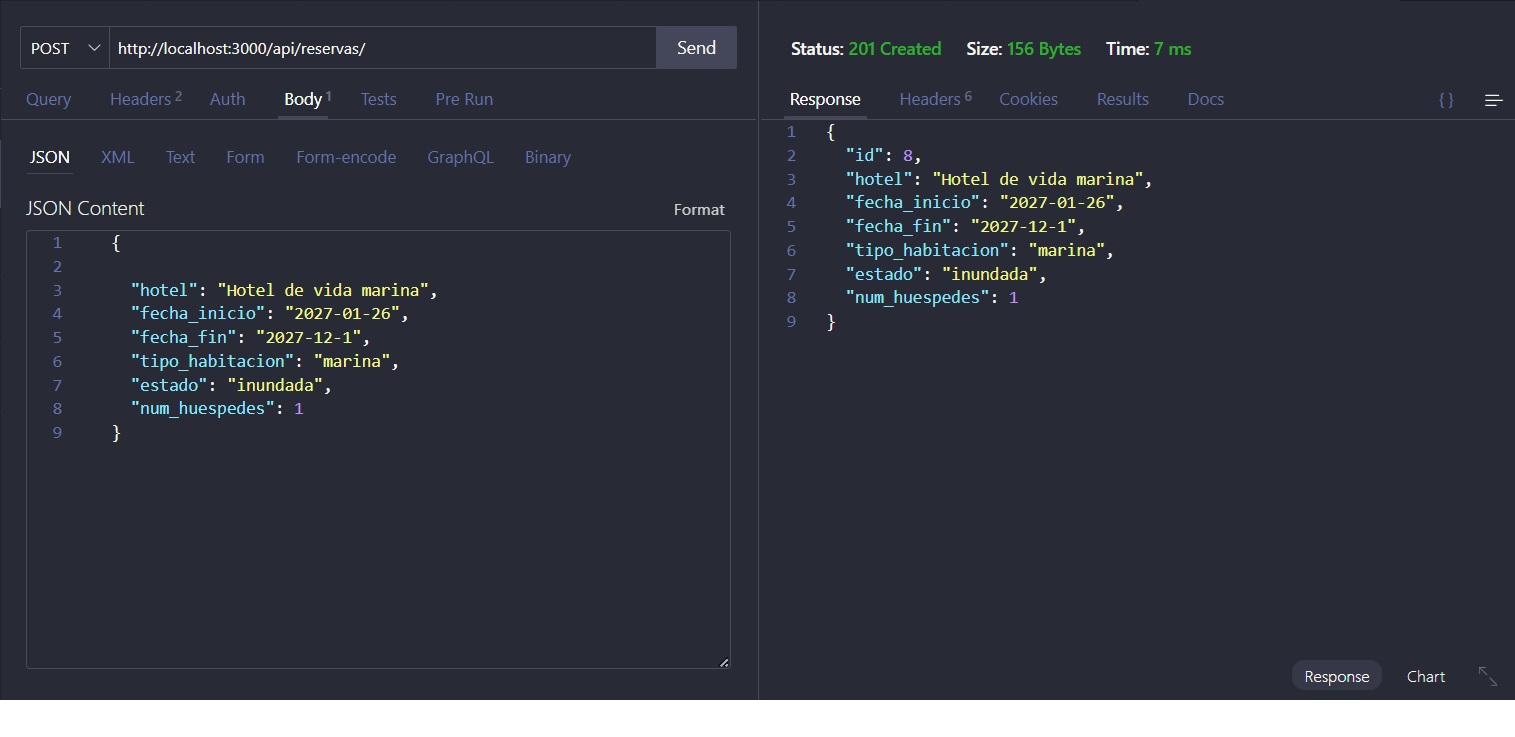 POST http://localhost:3000/api/reservas/ Send
Query Headers 2 Auth Body 1 Tests Pre Run
JSON XML Text Form Form-encode GraphQL Binary
JSON Content Format
1 {
2
3 "hotel": "Hotel de vida marina",
4 "fecha_inicio": "2027-01-26",
5 "fecha_fin": "2027-12-1",
6 "tipo_habitacion": "marina",
7 "estado": "inundada",
8 "num_huespedes": 1
9 }
Status: 201 Created Size: 156 Bytes Time: 7 ms
Response Headers 6 Cookies Results Docs { }
1 {
2 "id": 8,
3 "hotel": "Hotel de vida marina",
4 "fecha_inicio": "2027-01-26",
5 "fecha_fin": "2027-12-1",
6 "tipo_habitacion": "marina",
7 "estado": "inundada",
8 "num_huespedes": 1
9 }
Response Chart